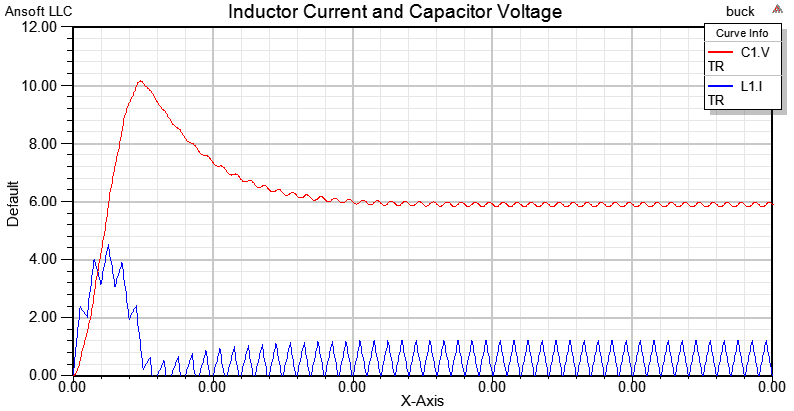 Ansoft LLC
Inductor Current and Capacitor Voltage
buck
Curve Info
C1.V
TR
L1.I
TR
12.00
10.00
8.00
6.00
4.00
2.00
0.00
Default
0.00 0.00 0.00 0.00 0.00 0.00
X-Axis